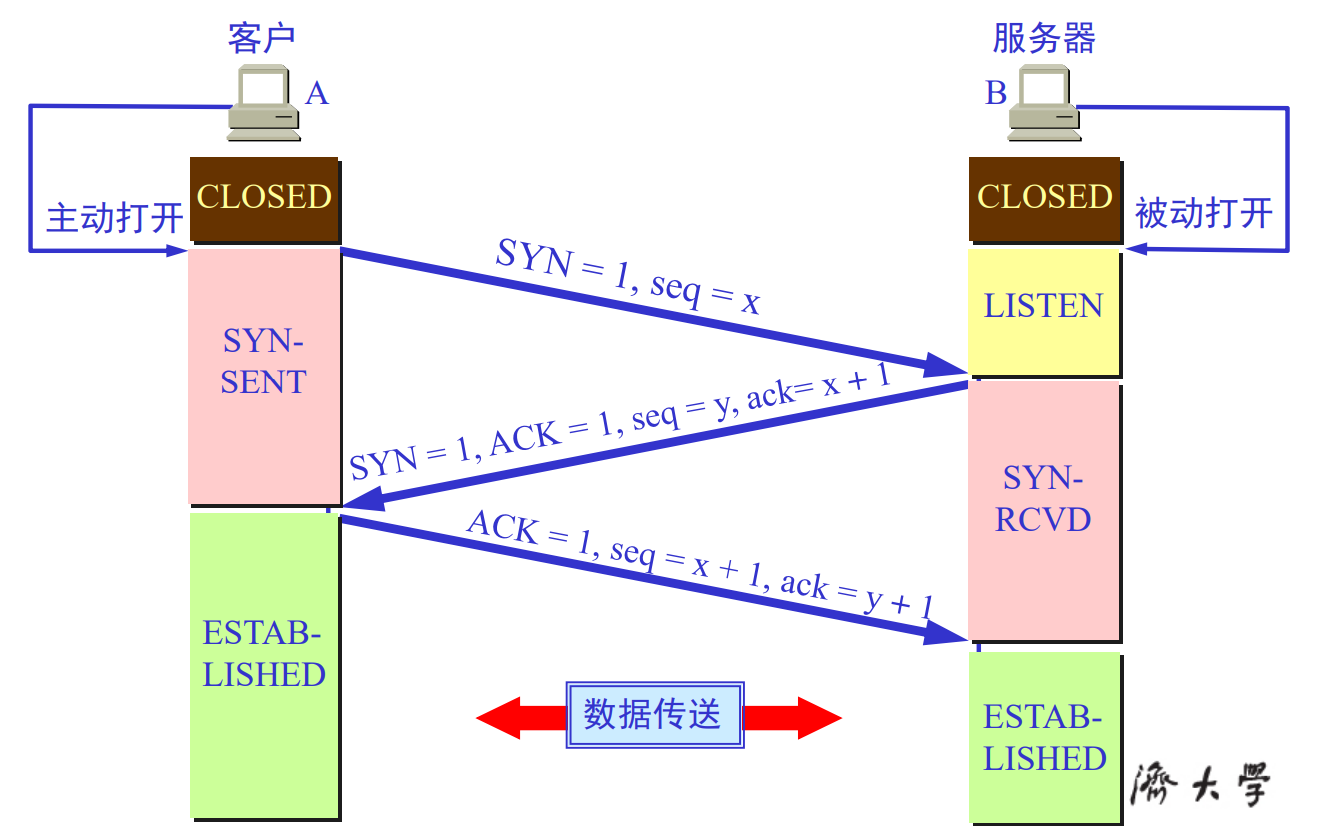 客户
服务器
A
B
CLOSED
CLOSED
主动打开
被动打开
SYN = 1, seq = x
LISTEN
SYN-
SENT
SYN = 1, ACK = 1, seq = y, ack= x + 1
SYN-
RCVD
ACK = 1, seq = x + 1, ack = y + 1
ESTAB-
LISHED
数据传送
ESTAB-
LISHED
濟大學